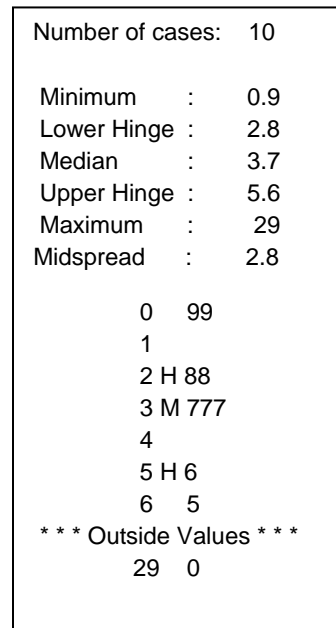 Number of cases: 10
Minimum : 0.9
Lower Hinge : 2.8
Median : 3.7
Upper Hinge : 5.6
Maximum : 29
Midspread : 2.8
0 99
1
2 H 88
3 M 777
4
5 H 6
6 5
* * * Outside Values * * *
29 0